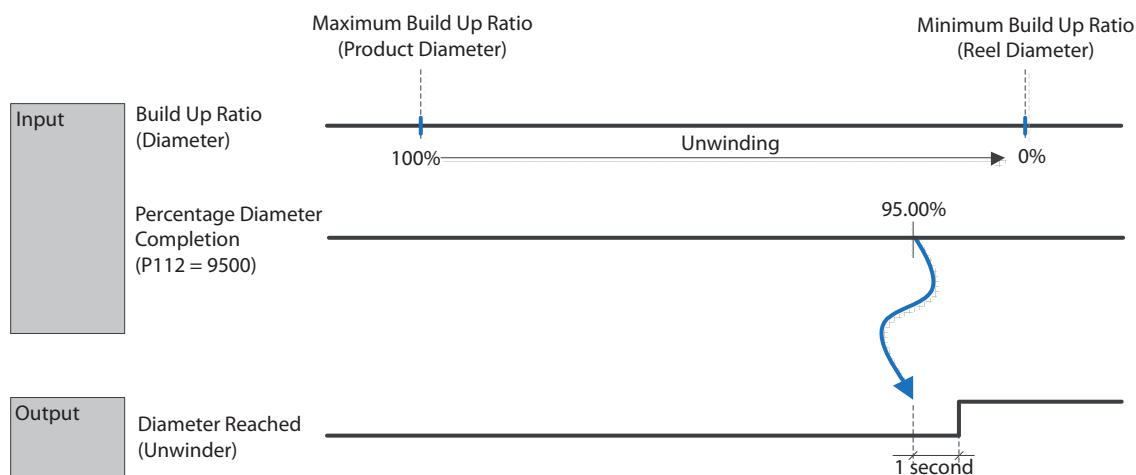 Maximum Build Up Ratio
(Product Diameter)
Minimum Build Up Ratio
(Reel Diameter)
Input
Build Up Ratio
(Diameter)
Unwinding
100%
0%
Percentage Diameter
Completion
(P112 = 9500)
95.00%
Output
Diameter Reached
(Unwinder)
1 second